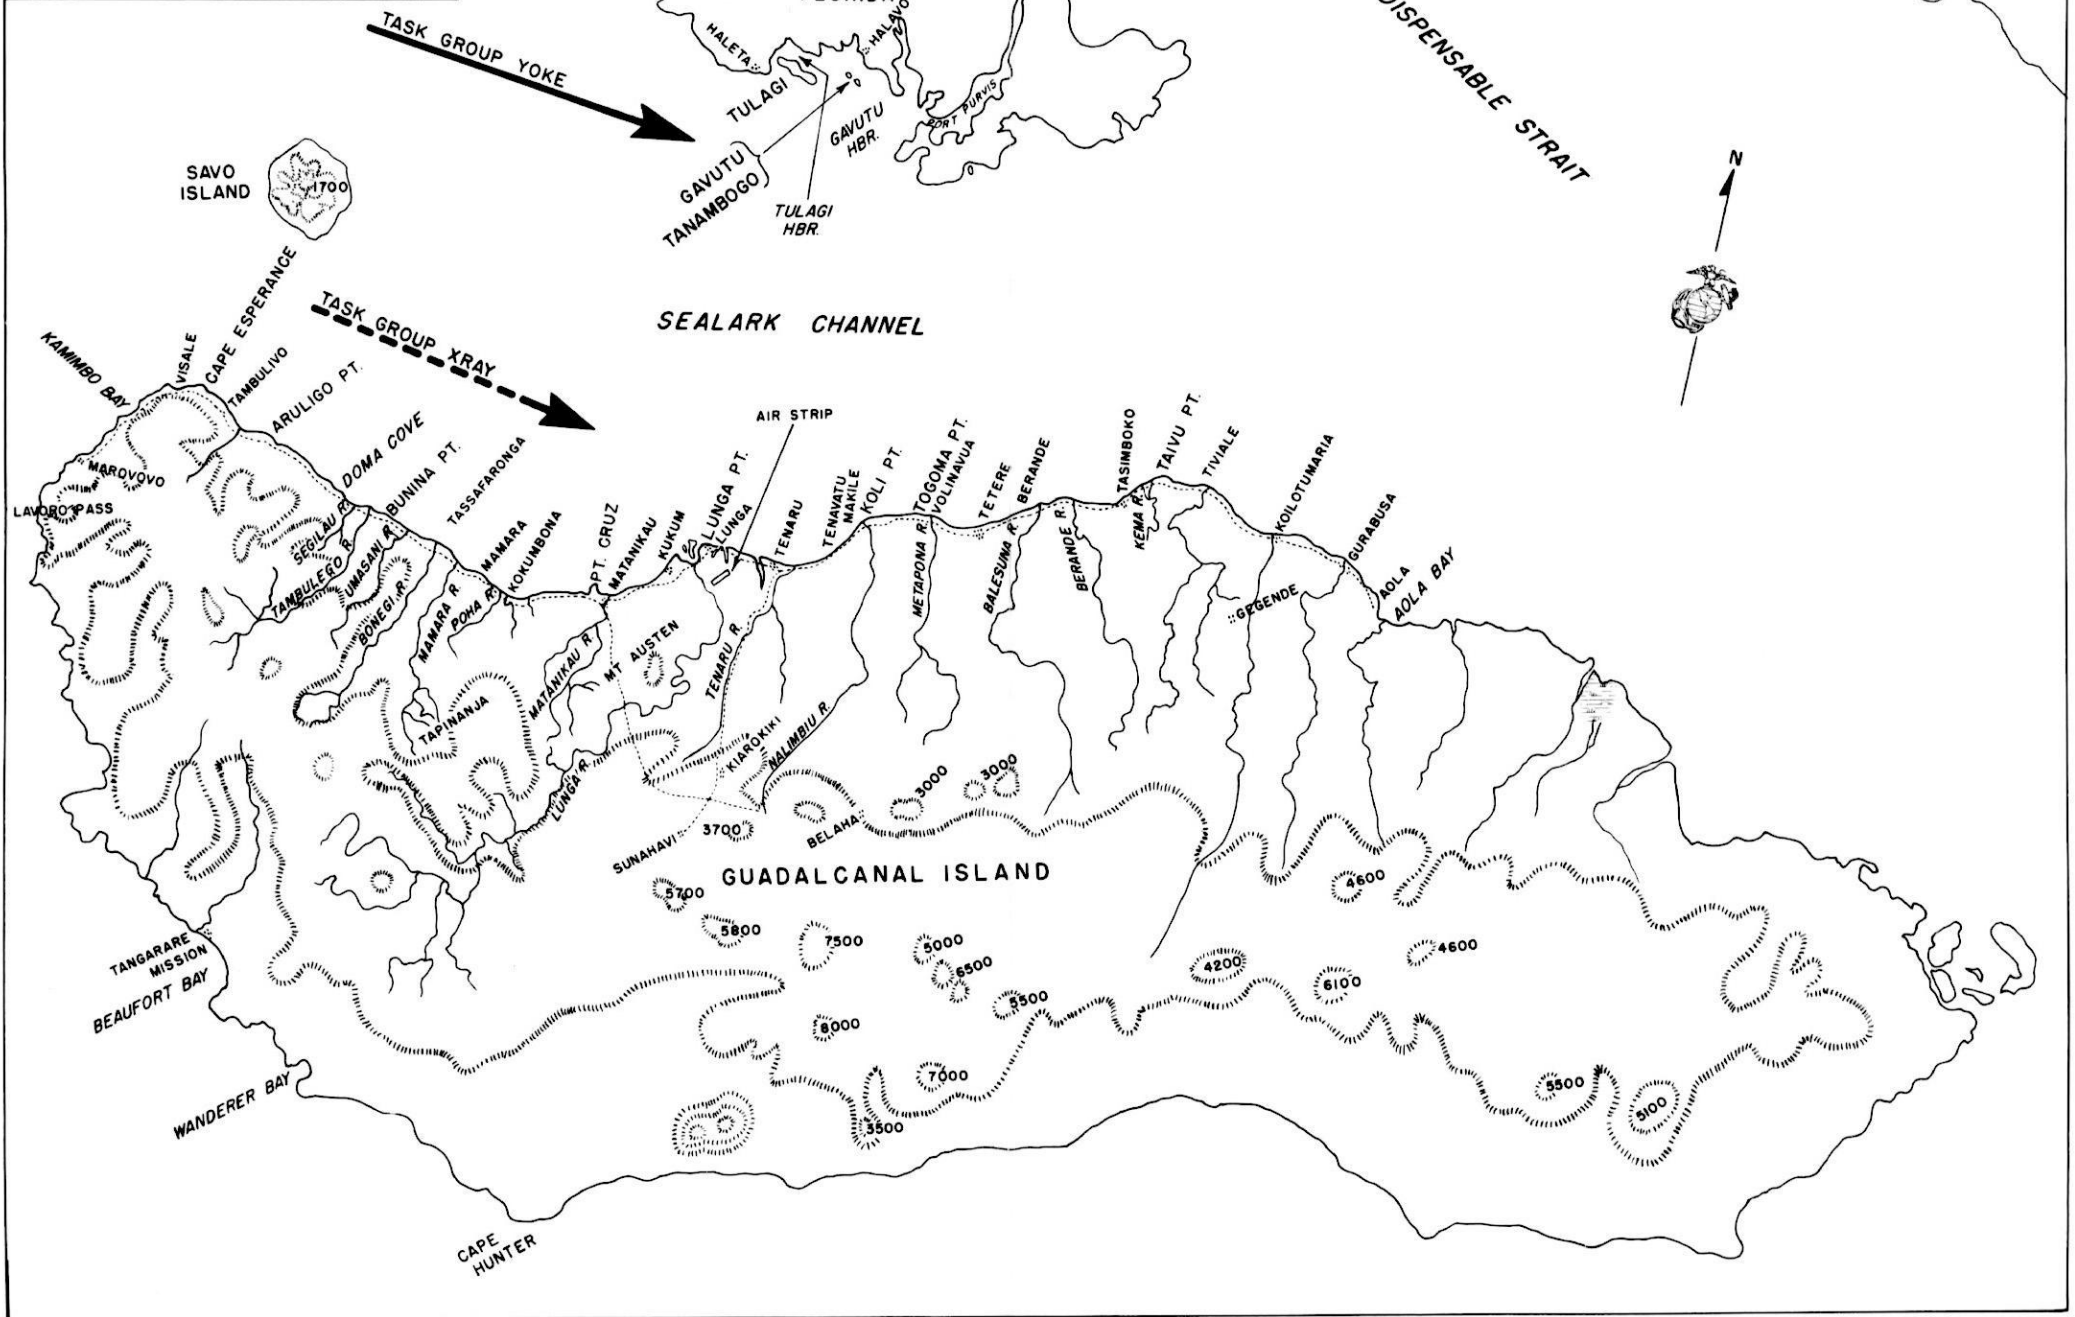 TASK GROUP YOKE
HALETA
HALAVO
TULAGI
GAVUTU
HBR.
PORT PURVIS
GAVUTU
TANAMBOGO
TULAGI
HBR.
DISPENSABLE STRAIT
N
SAVO
ISLAND
1700
CAPE ESPERANCE
TASK GROUP XRAY
SEALARK CHANNEL
KAMIMBO BAY
VISALE
TAMBULIVO
ARULIGO PT.
DOMA COVE
BUNINA PT.
TASSAFARONGA
MAMARA
KOKUMBONA
PT. CRUZ
MATANIKAU
KUKUM
LUNGA PT.
LUNGA
AIR STRIP
TENARU
TENAVATU
MAKILE
KOLI PT.
TOGOMA PT.
VOLINAVUA
TETERE
BERANDE
TASIMBOKO
TAIVU PT.
TIVIALE
KOILOTUMARIA
GURABUSA
AOLA
AOLA BAY
MAROVOVO
LAVORO PASS
SEGILAU R.
TAMBULEGO R.
UMASANI R.
BONEGI R.
MAMARA R.
POHA R.
MATANIKAU R.
MT AUSTEN
TENARU R.
METAPONA R.
BALESUNA R.
BERANDE R.
KEMA R.
GEGENDE
TAPINANJA
LUNGA R.
KIAROKIKI
NALIMBIU R.
3000
3000
SUNAHAVI
3700
BELAHA
GUADALCANAL ISLAND
5700
5800
7500
5000
6500
5500
4200
4600
4600
6100
8000
7000
3500
5500
5100
TANGARARE
MISSION
BEAUFORT BAY
WANDERER BAY
CAPE
HUNTER